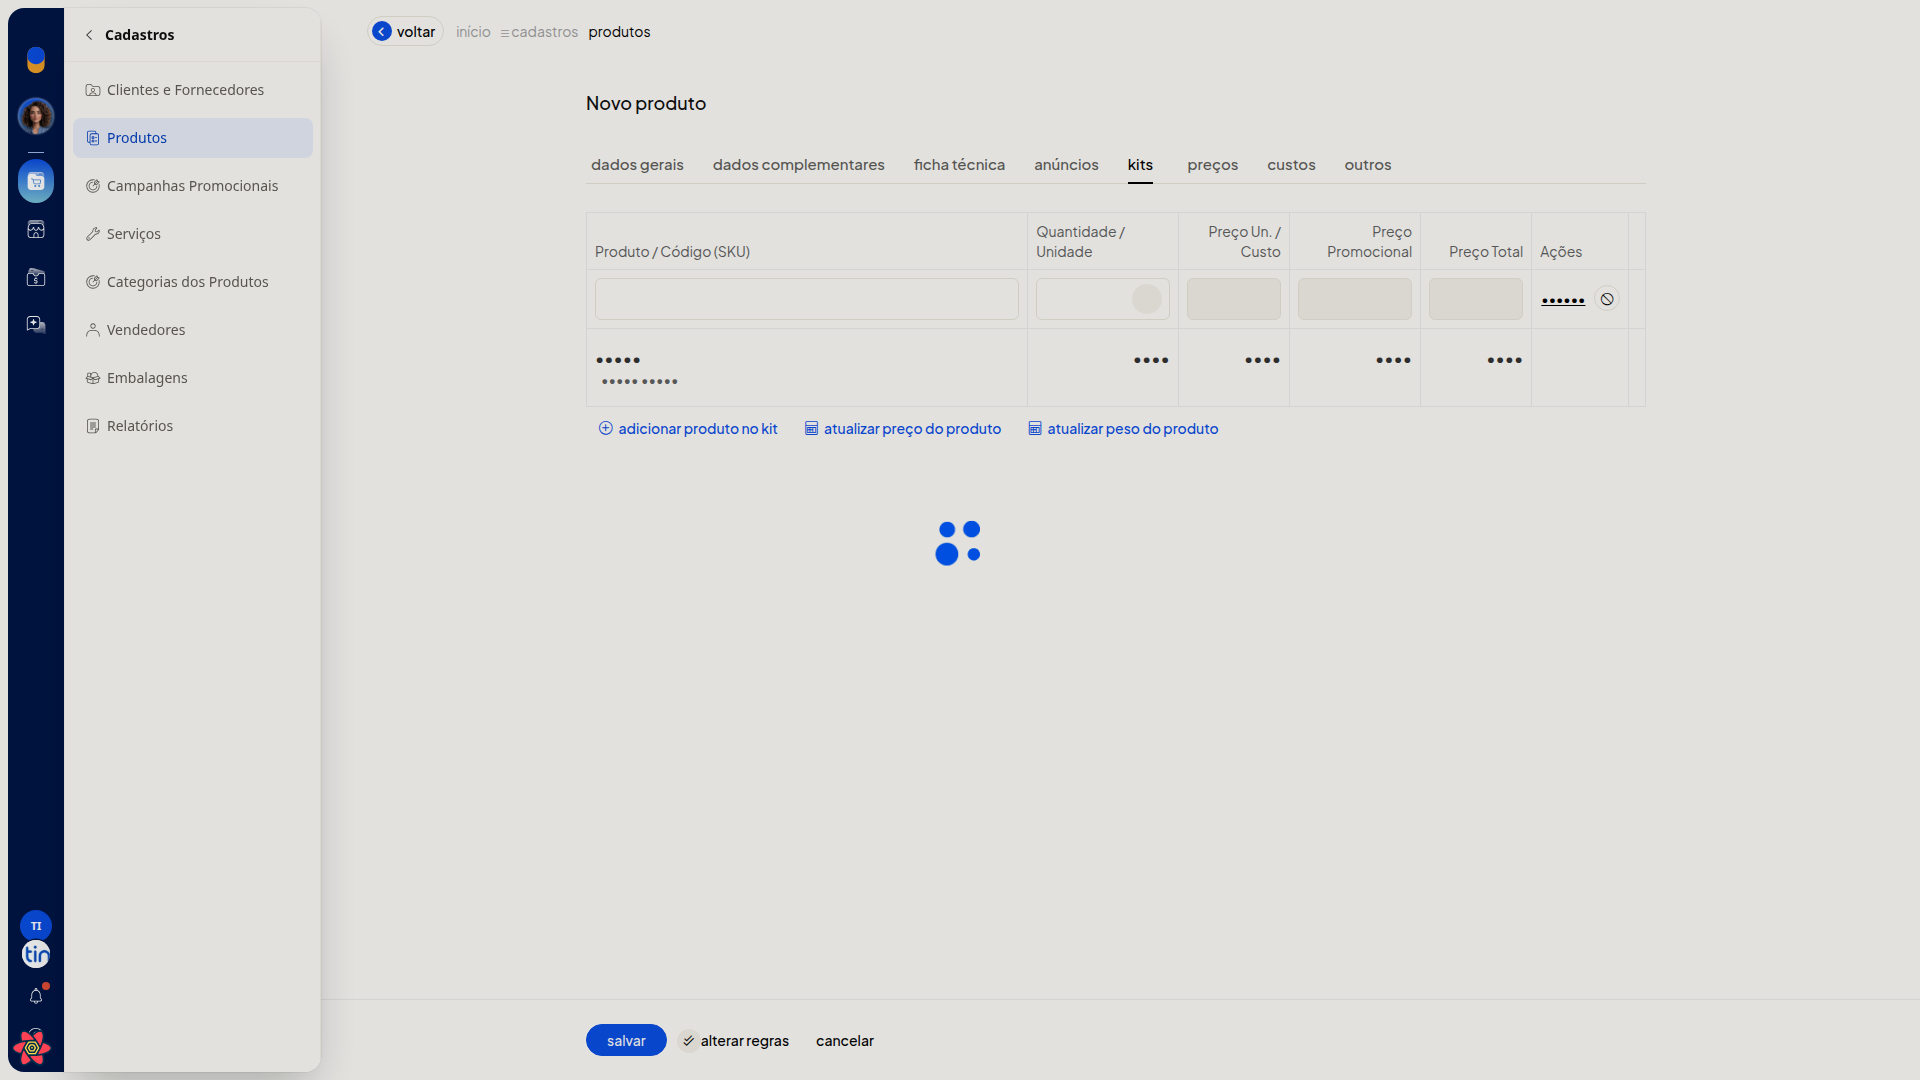 Cadastros
Clientes e Fornecedores
Produtos
Campanhas Promocionais
Serviços
Categorias dos Produtos
Vendedores
Embalagens
Relatórios
TI
tin
voltar início cadastros produtos
Novo produto
dados gerais dados complementares ficha técnica anúncios kits preços custos outros
Produto / Código (SKU)
Quantidade /
Unidade
Preço Un. /
Custo
Preço
Promocional
Preço Total
Ações
adicionar produto no kit atualizar preço do produto atualizar peso do produto
salvar alterar regras cancelar